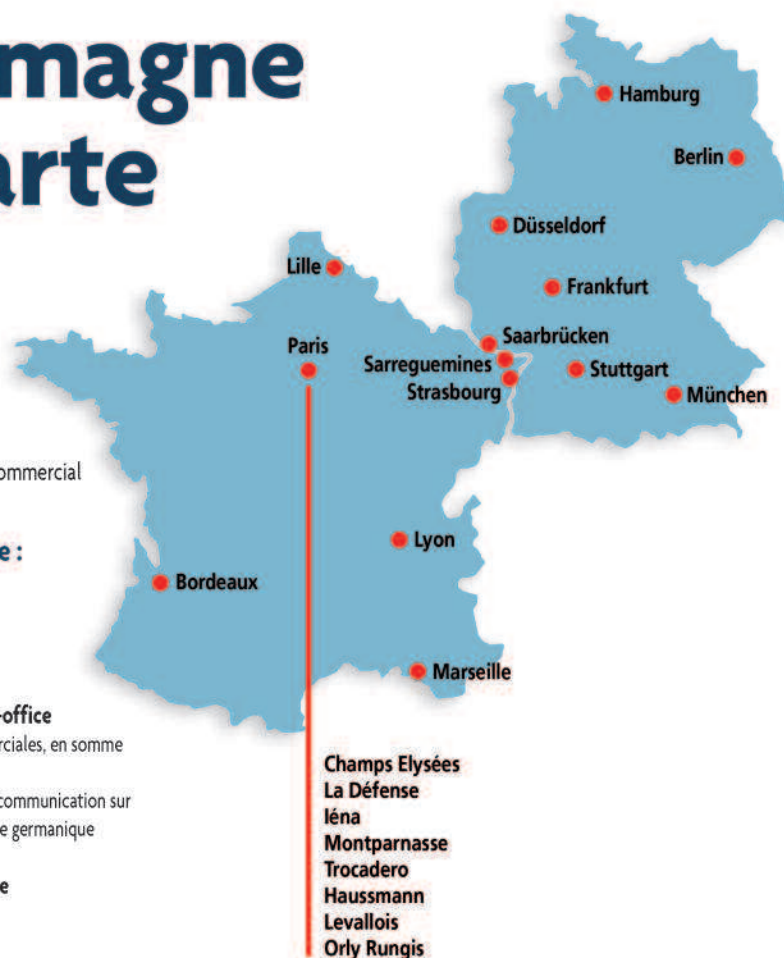 magne
arte
Hamburg
Berlin
Düsseldorf
Lille
Frankfurt
Paris
Saarbrücken
Sarreguemines
Stuttgart
Strasbourg
München
ommercial
Lyon
e :
Bordeaux
Marseille
-office
rciales, en somme
communication sur
e germanique
e
Champs Elysées
La Défense
Iéna
Montparnasse
Trocadero
Haussmann
Levallois
Orly Rungis